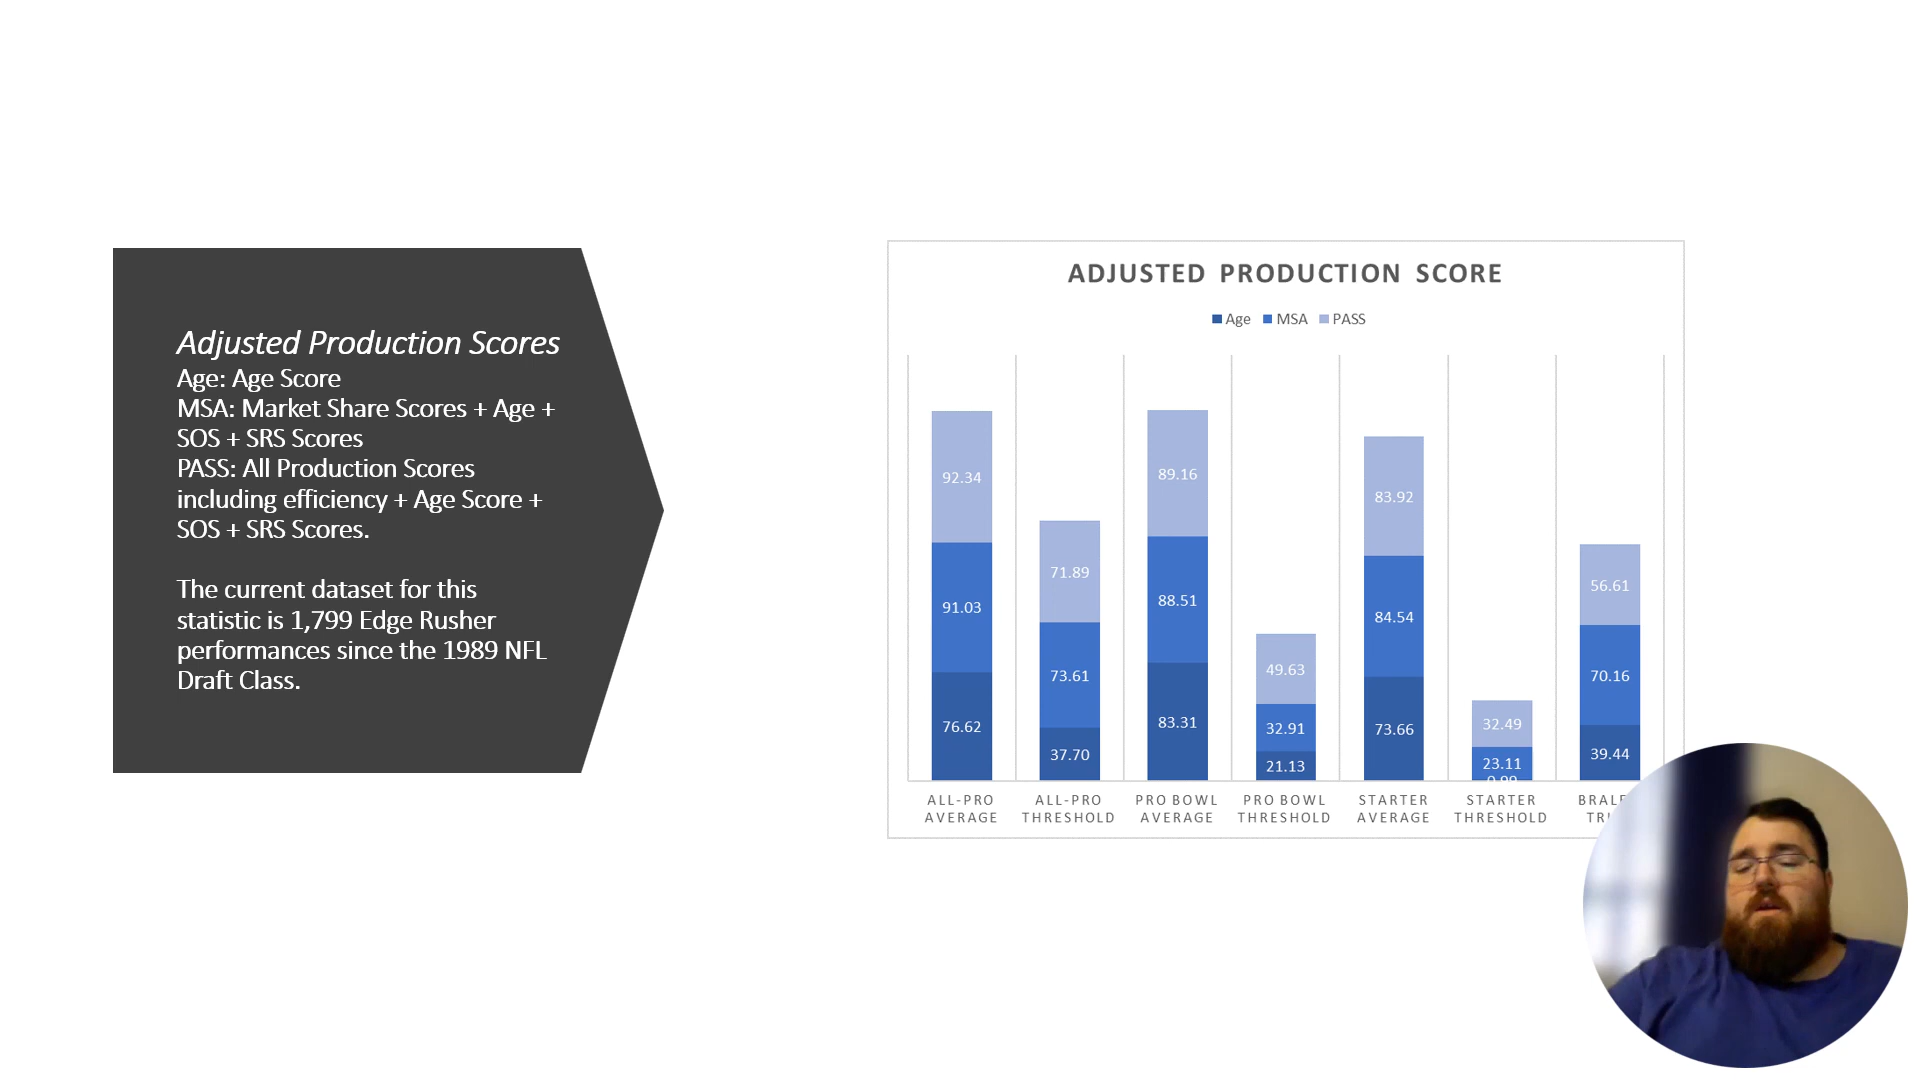 Adjusted Production Scores
Age: Age Score
MSA: Market Share Scores + Age +
SOS + SRS Scores
PASS: All Production Scores
including efficiency + Age Score +
SOS + SRS Scores.
The current dataset for this
statistic is 1,799 Edge Rusher
performances since the 1989 NFL
Draft Class.
ADJUSTED PRODUCTION SCORE
Age MSA PASS
92.34
91.03
76.62
71.89
73.61
37.70
89.16
88.51
83.31
49.63
32.91
21.13
83.92
84.54
73.66
32.49
23.11
56.61
70.16
39.44
ALL-PRO
AVERAGE
ALL-PRO
THRESHOLD
PRO BOWL
AVERAGE
PRO BOWL
THRESHOLD
STARTER
AVERAGE
STARTER
THRESHOLD